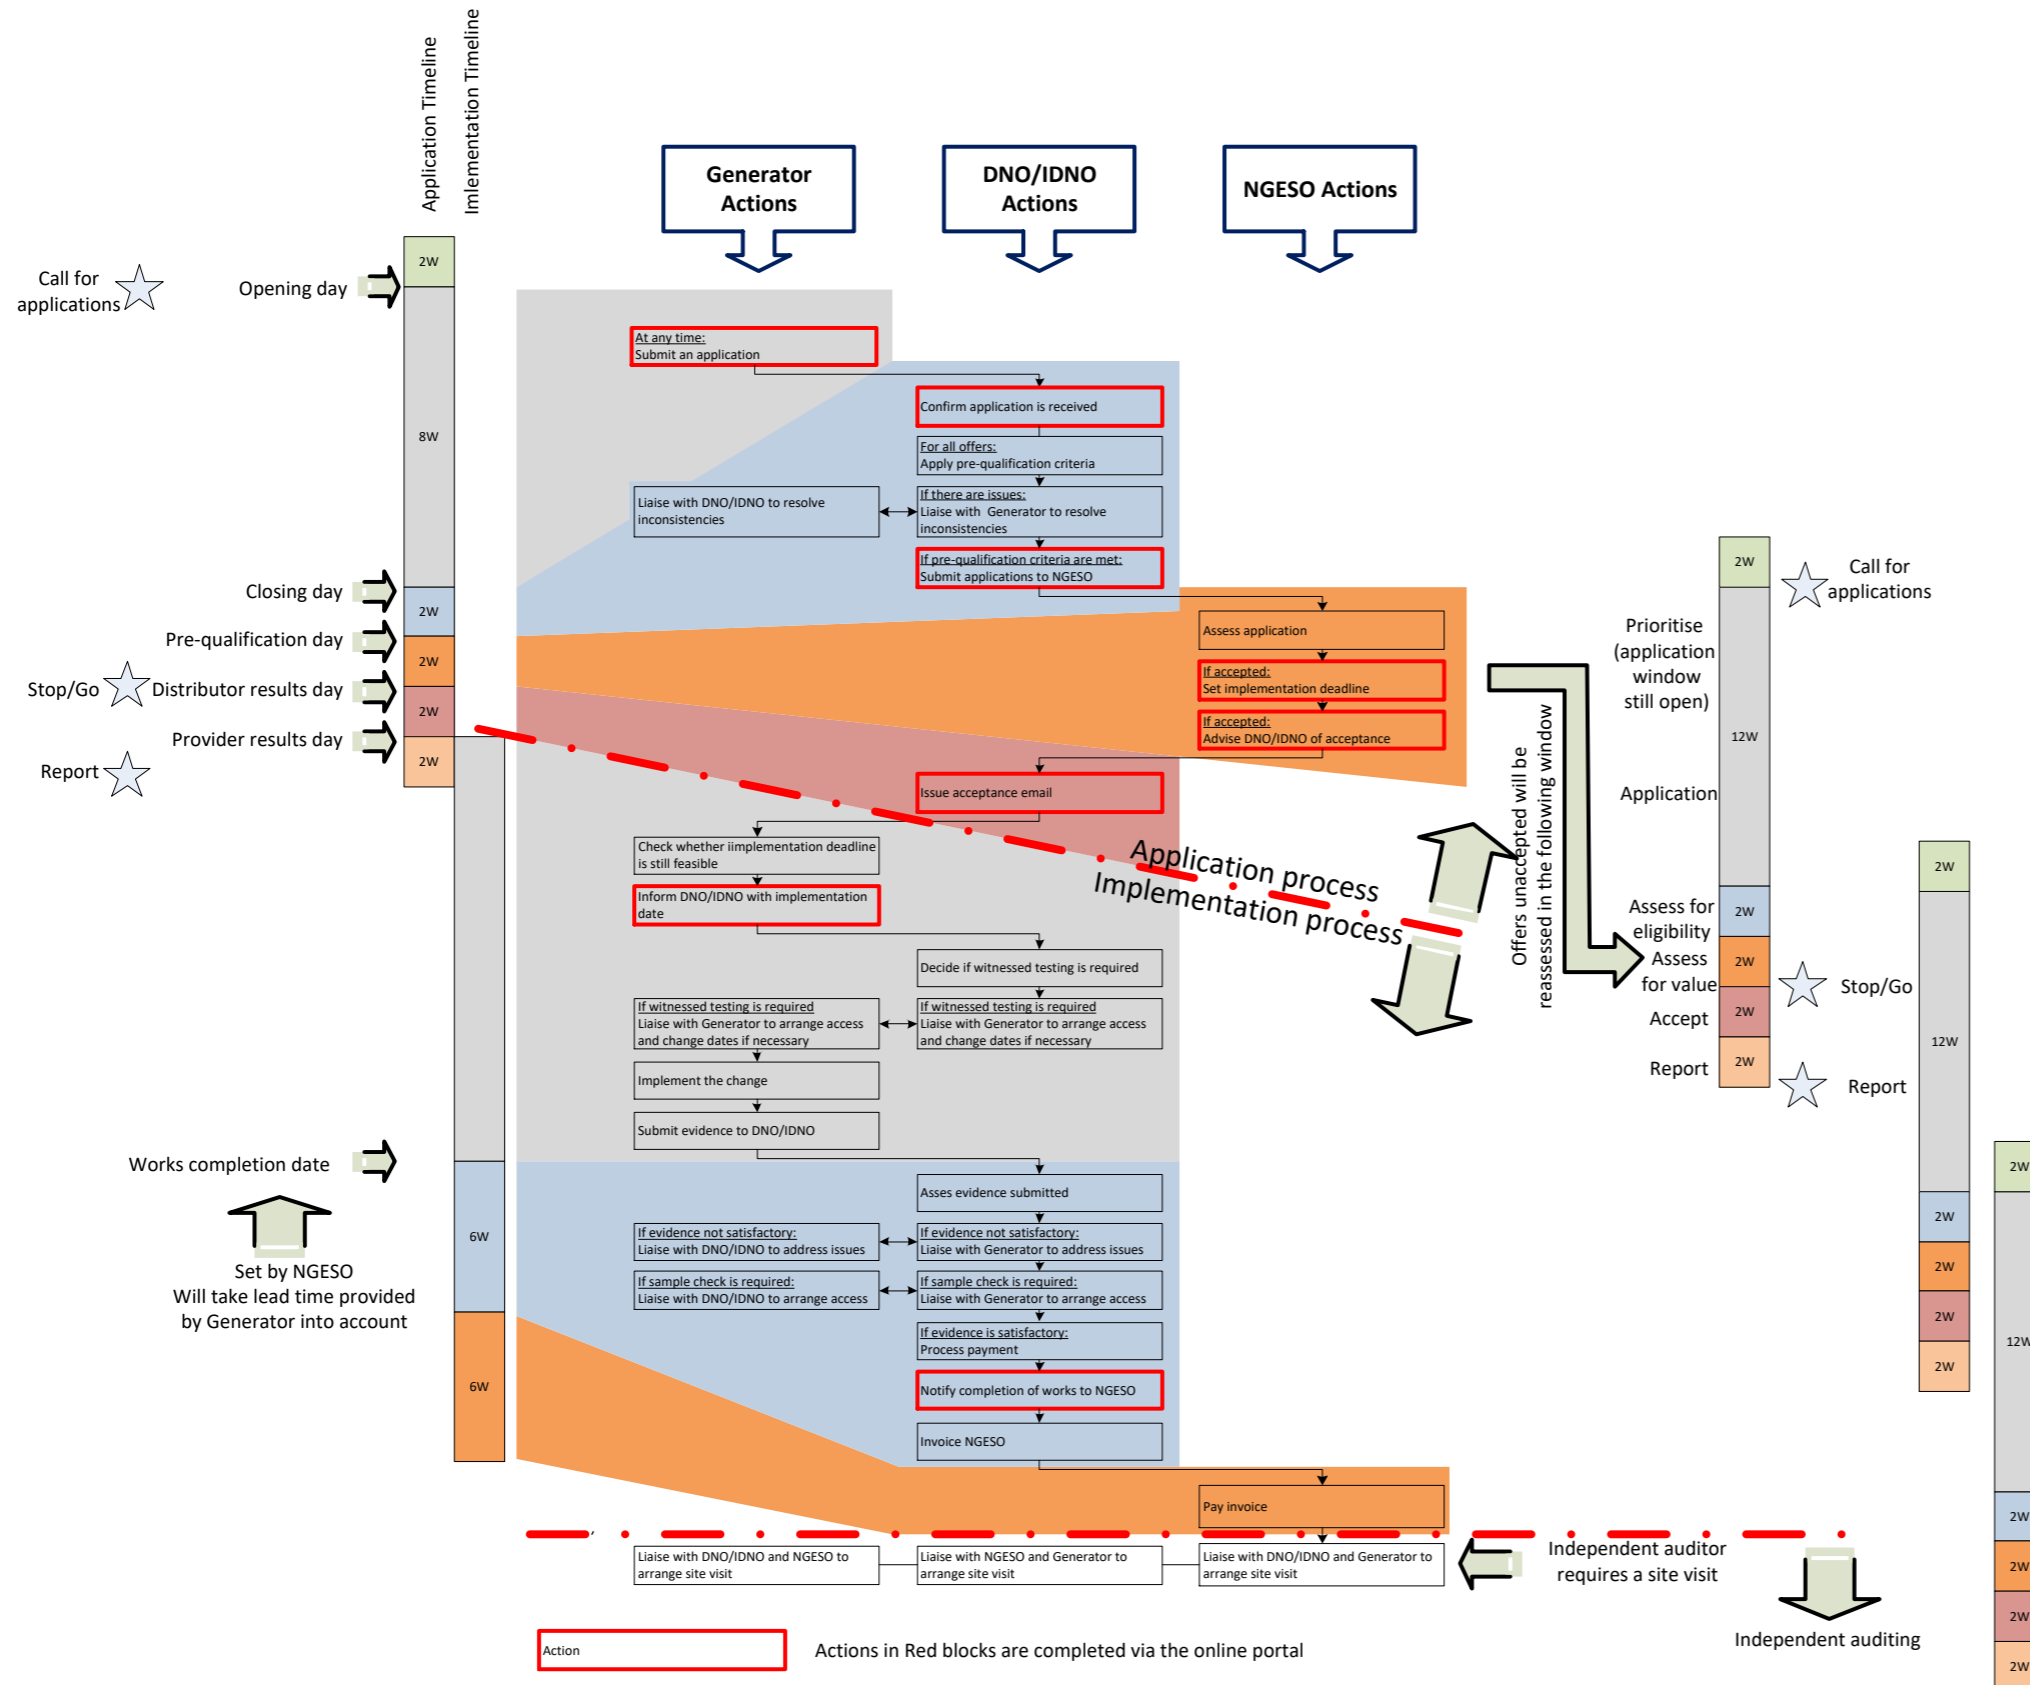 Application Timeline
Imlementation Timeline
Generator
Actions
DNO/IDNO
Actions
NGESO Actions
2W
Call for
applications
Opening day
8W
At any time:
Submit an application
Confirm application is received
For all offers:
Apply pre-qualification criteria
Liaise with DNO/IDNO to resolve
inconsistencies
If there are issues:
Liaise with Generator to resolve
inconsistencies
If pre-qualification criteria are met:
Submit applications to NGESO
Closing day
2W
Pre-qualification day
2W
Stop/Go
Distributor results day
2W
Provider results day
2W
Report
Assess application
If accepted:
Set implementation deadline
If accepted:
Advise DNO/IDNO of acceptance
Issue acceptance email
Check whether iimplementation deadline
is still feasible
Inform DNO/IDNO with implementation
date
Application process
Implementation process
Decide if witnessed testing is required
If witnessed testing is required
Liaise with Generator to arrange access
and change dates if necessary
If witnessed testing is required
Liaise with Generator to arrange access
and change dates if necessary
Implement the change
Submit evidence to DNO/IDNO
Works completion date
Set by NGESO
Will take lead time provided
by Generator into account
6W
6W
Asses evidence submitted
If evidence not satisfactory:
Liaise with DNO/IDNO to address issues
If evidence not satisfactory:
Liaise with Generator to address issues
If sample check is required:
Liaise with DNO/IDNO to arrange access
If sample check is required:
Liaise with Generator to arrange access
If evidence is satisfactory:
Process payment
Notify completion of works to NGESO
Invoice NGESO
Pay invoice
Liaise with DNO/IDNO and NGESO to
arrange site visit
Liaise with NGESO and Generator to
arrange site visit
Liaise with DNO/IDNO and Generator to
arrange site visit
Independent auditor
requires a site visit
Independent auditing
Action
Actions in Red blocks are completed via the online portal
Offers unaccepted will be
reassessed in the following window
2W
Call for
applications
Prioritise
(application
window
still open)
12W
Application
Assess for
eligibility
2W
Assess
for value
2W
Stop/Go
Accept
2W
Report
2W
Report
2W
12W
2W
2W
2W
2W
2W
12W
2W
2W
2W
2W